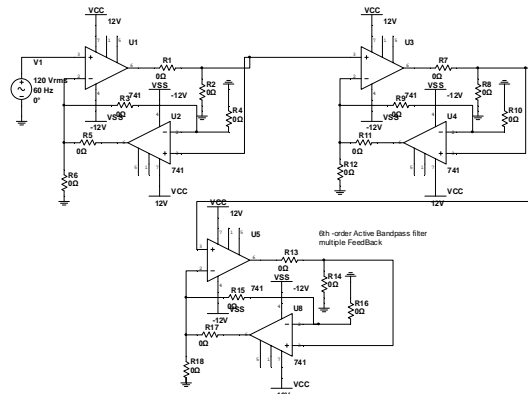 VCC
12V
U1
V1
120 Vrms
60 Hz
0°
R1
0Ω
R2
0Ω
R3
0Ω
741
VSS
-12V
R4
0Ω
VSS
-12V
U2
R5
0Ω
R6
0Ω
741
VCC
12V
VCC
12V
U3
R7
0Ω
R8
0Ω
R9
0Ω
741
VSS
-12V
R10
0Ω
VSS
-12V
U4
R11
0Ω
R12
0Ω
741
VCC
12V
VCC
12V
U5
R13
0Ω
6th -order Active Bandpass filter
multiple FeedBack
R14
0Ω
R15
0Ω
741
VSS
-12V
R16
0Ω
VSS
-12V
U8
R17
0Ω
R18
0Ω
741
VCC
12V